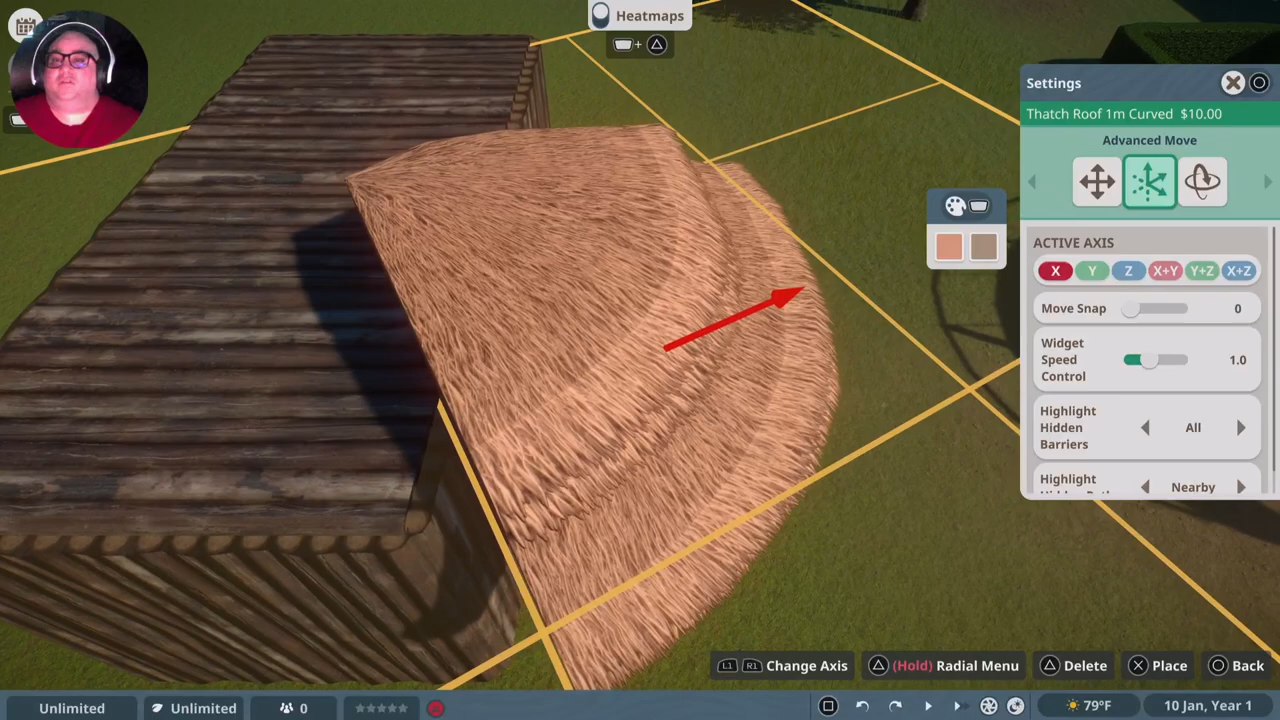 Heatmaps
+
Settings
Thatch Roof 1m Curved $10.00
Advanced Move
ACTIVE AXIS
X Y Z X+Y Y+Z X+Z
Move Snap 0
Widget
Speed
Control
1.0
Highlight
Hidden
Barriers
All
Highlight
Nearby
L1 R1 Change Axis
(Hold) Radial Menu
Delete
Place
Back
Unlimited
Unlimited
0
79°F
10 Jan, Year 1